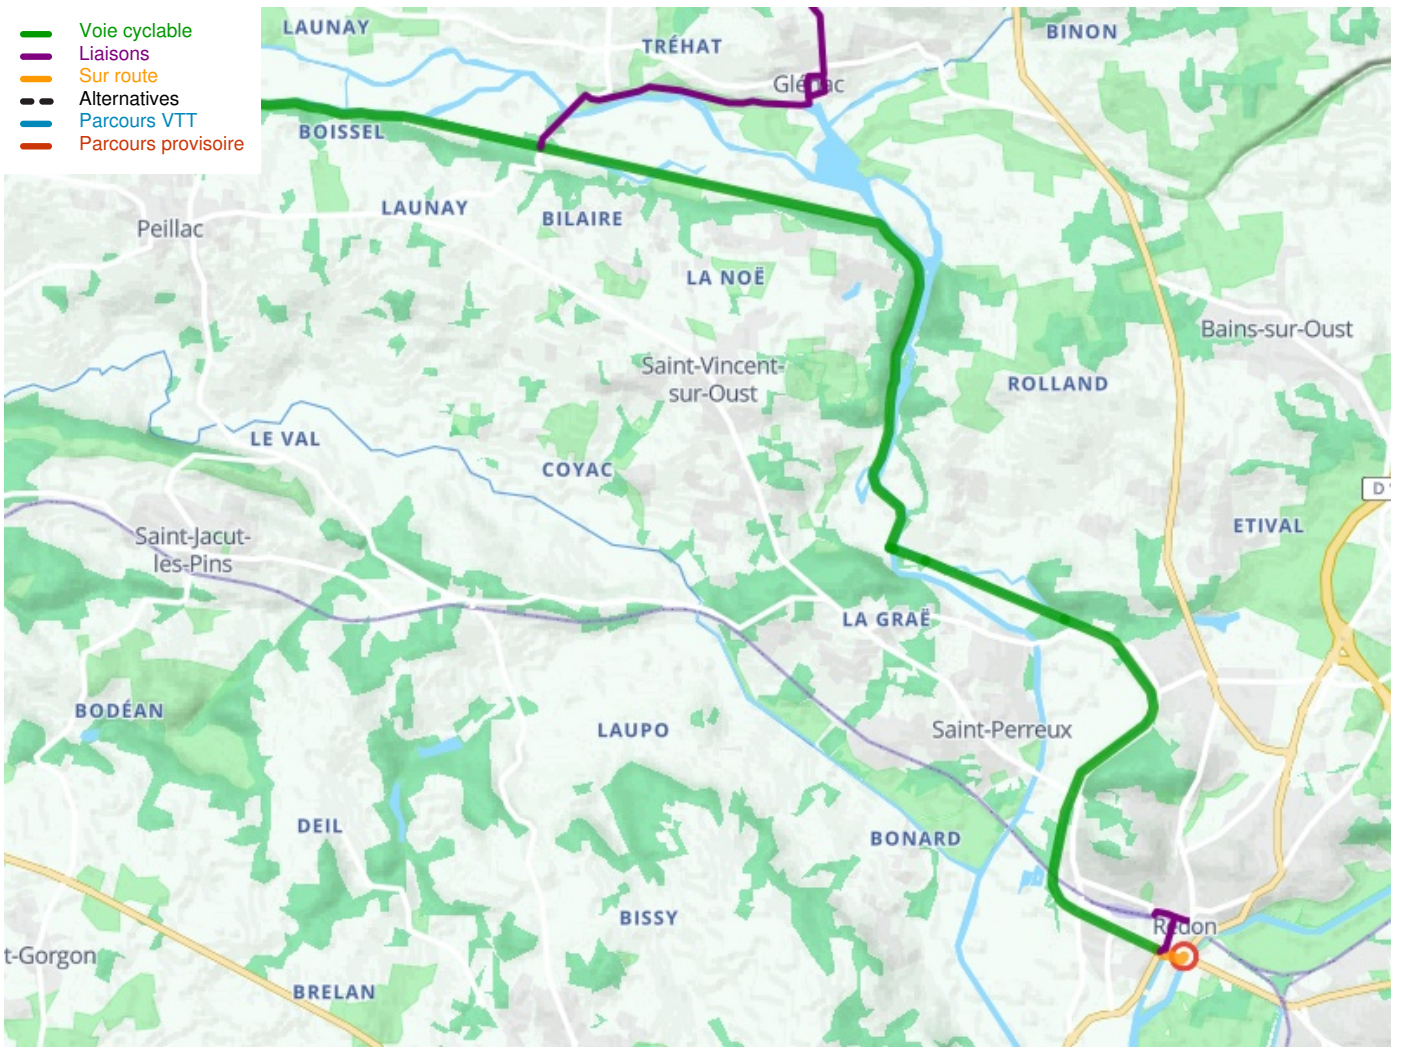 Voie cyclable
Liaisons
Sur route
Alternatives
Parcours VTT
Parcours provisoire
LAUNAY
TRÉHAT
BINON
BOISSEL
LAUNAY
BILAIRE
Peillac
LA NOË
Bains-sur-Oust
Saint-Vincent-
sur-Oust
ROLLAND
LE VAL
COYAC
D
ETIVAL
Saint-Jacut-
les-Pins
LA GRAË
BODÉAN
LAUPO
Saint-Perreux
DEIL
BONARD
BISSY
Redon
t-Gorgon
BRELAN